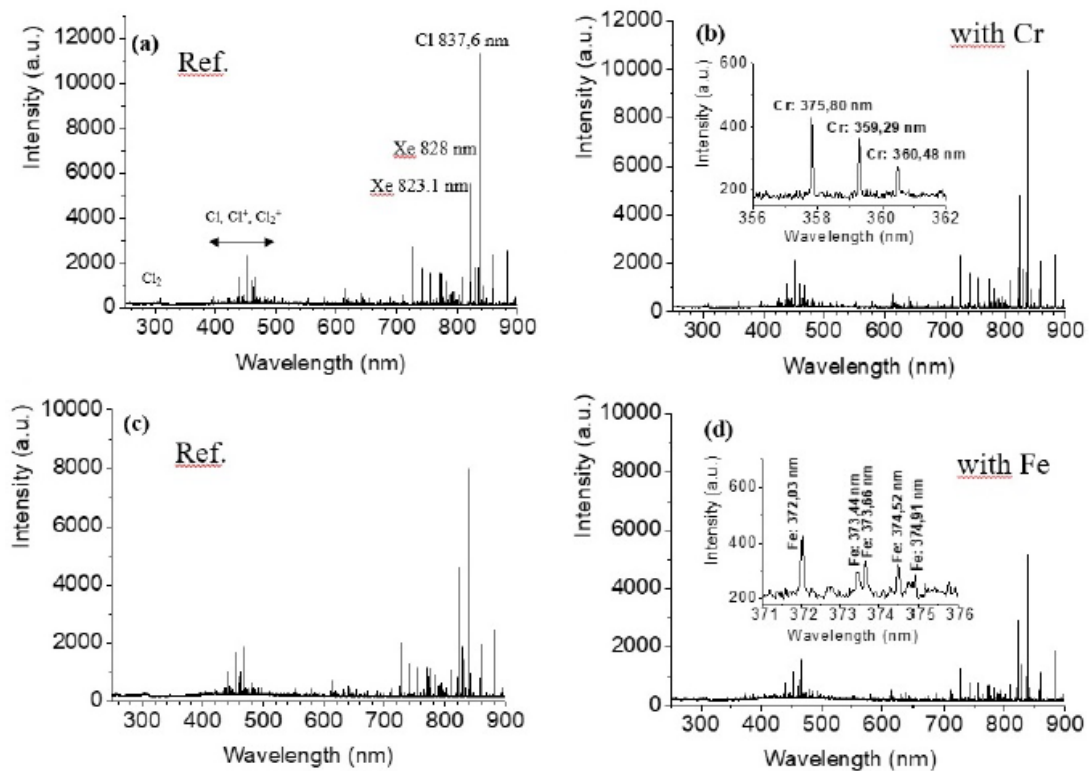 (a)
Ref.
Cl 837,6 nm
Xe 828 nm
Xe 823.1 nm
Cl, Cl⁺, Cl₂⁺
Cl₂
Intensity (a.u.)
12000
10000
8000
6000
4000
2000
0
300 400 500 600 700 800 900
Wavelength (nm)
(b)
with Cr
Intensity (a.u.)
12000
10000
8000
6000
4000
2000
0
300 400 500 600 700 800 900
Wavelength (nm)
Intensity (a.u.)
600
400
200
Cr: 375,80 nm
Cr: 359,29 nm
Cr: 360,48 nm
356 358 360 362
Wavelength (nm)
(c)
Ref.
Intensity (a.u.)
10000
8000
6000
4000
2000
0
300 400 500 600 700 800 900
Wavelength (nm)
(d)
with Fe
Intensity (a.u.)
10000
8000
6000
4000
2000
0
300 400 500 600 700 800 900
Wavelength (nm)
Intensity (a.u.)
600
400
200
Fe: 372,03 nm
Fe: 373,44 nm
Fe: 373,66 nm
Fe: 374,52 nm
Fe: 374,91 nm
371 372 373 374 375 376
Wavelength (nm)